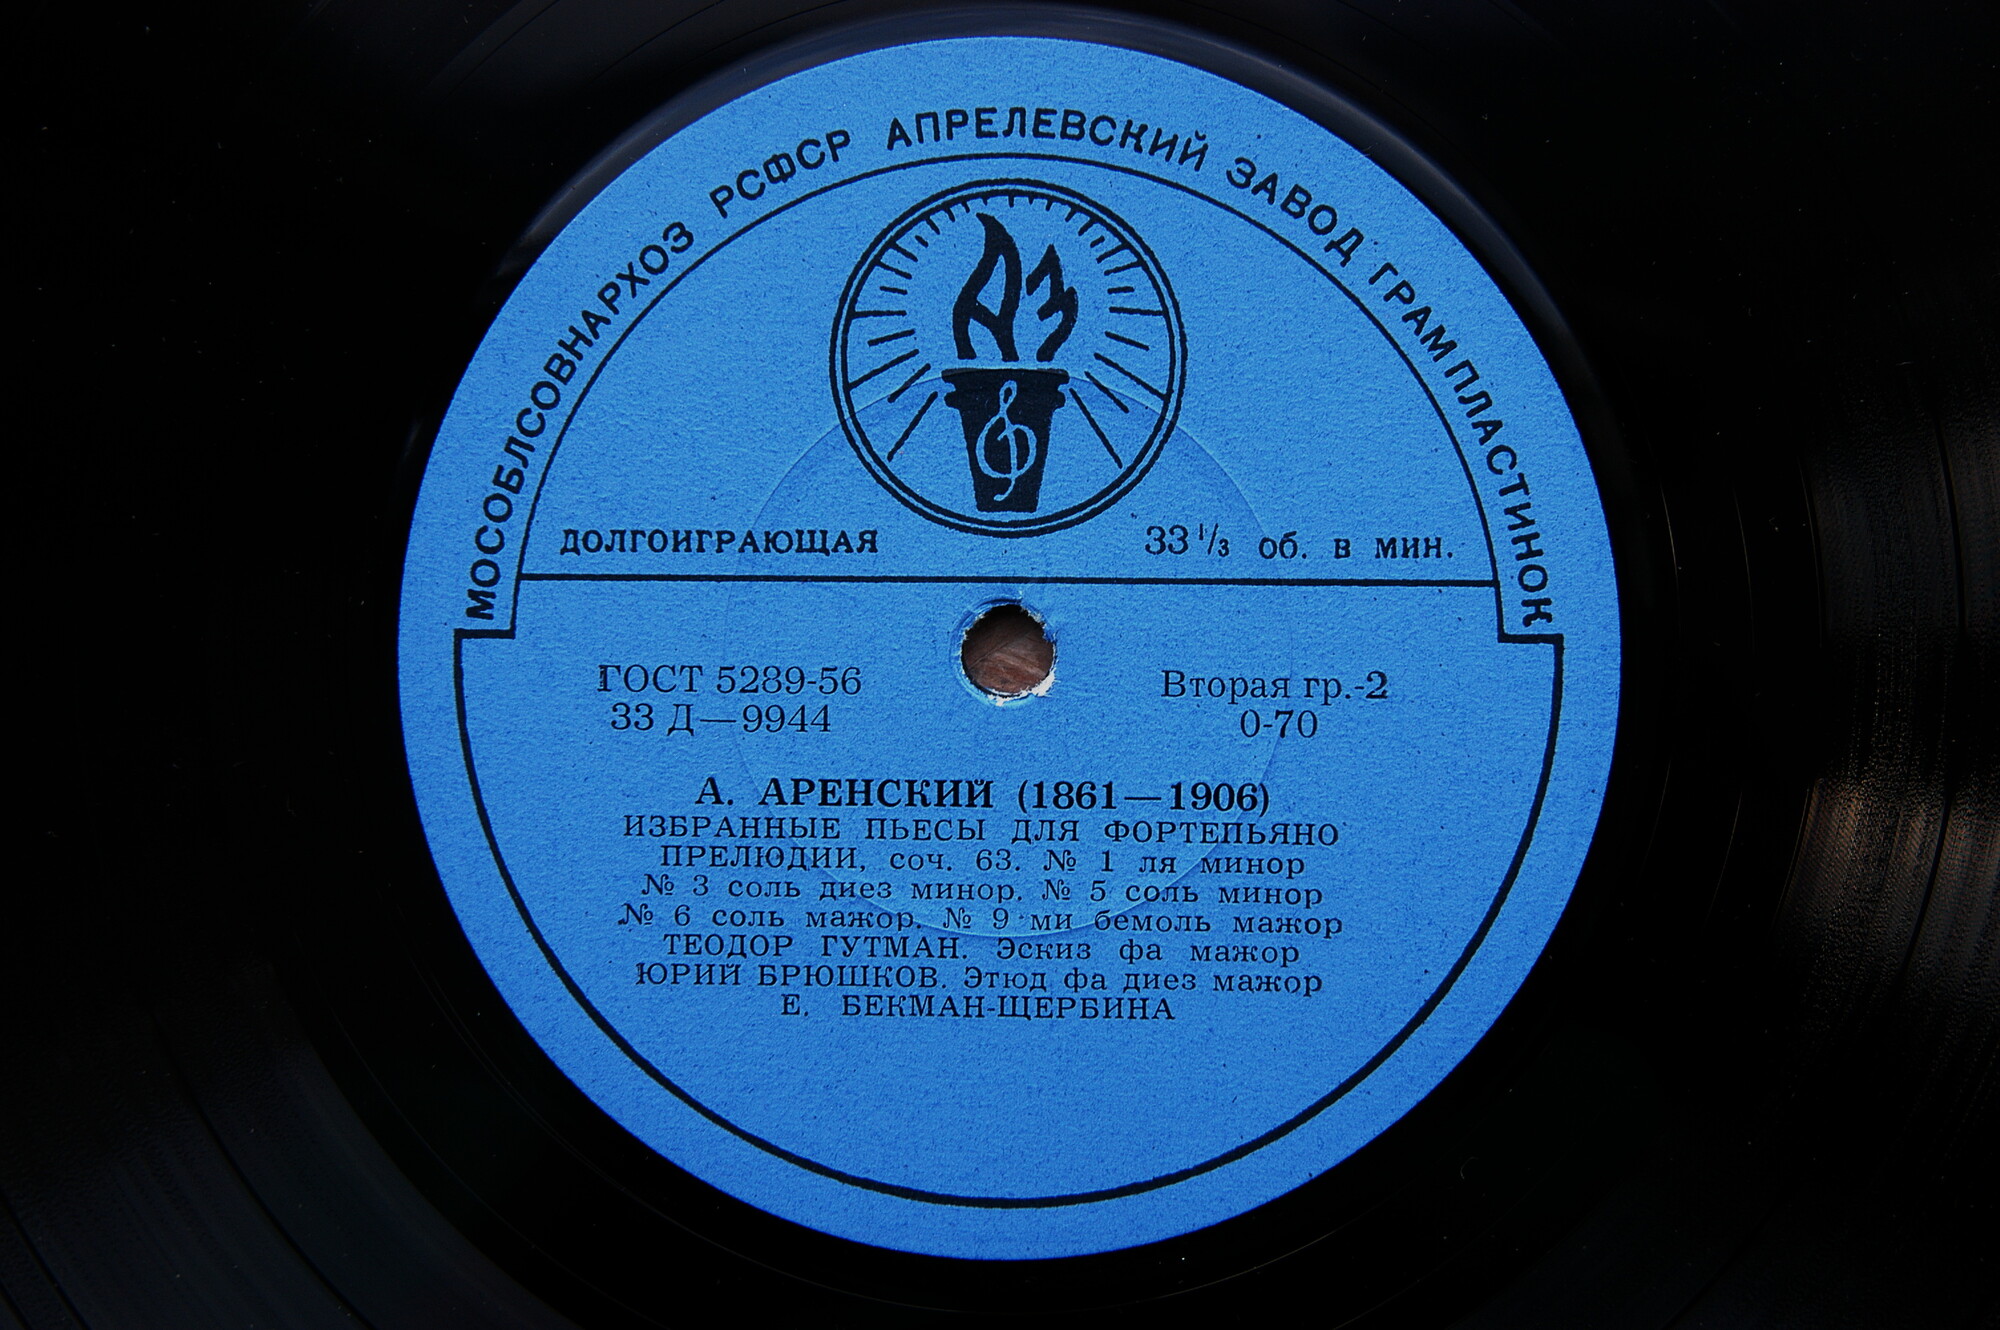 МОСОБЛСОВНАРХОЗ РСФСР АПРЕЛЕВСКИЙ ЗАВОД ГРАМПЛАСТИНОК
АЗ
ДОЛГОИГРАЮЩАЯ 33 1/3 об. в мин.
ГОСТ 5289-56 Вторая гр.-2
33 Д—9944 0-70
А. АРЕНСКИЙ (1861—1906)
ИЗБРАННЫЕ ПЬЕСЫ ДЛЯ ФОРТЕПЬЯНО
ПРЕЛЮДИИ, соч. 63. № 1 ля минор
№ 3 соль диез минор. № 5 соль минор
№ 6 соль мажор. № 9 ми бемоль мажор
ТЕОДОР ГУТМАН. Эскиз фа мажор
ЮРИЙ БРЮШКОВ. Этюд фа диез мажор
Е. БЕКМАН-ЩЕРБИНА